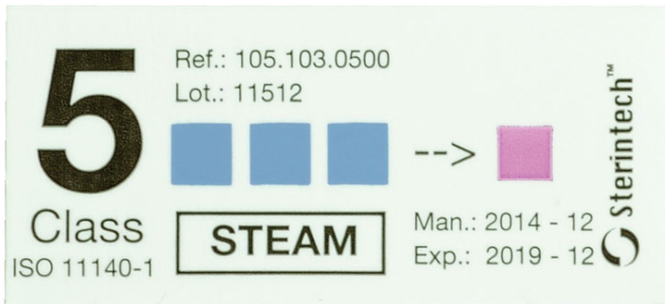 5
Class
ISO 11140-1
Ref.: 105.103.0500
Lot.: 11512
-->
STEAM
Man.: 2014 - 12
Exp.: 2019 - 12
Sterintech™